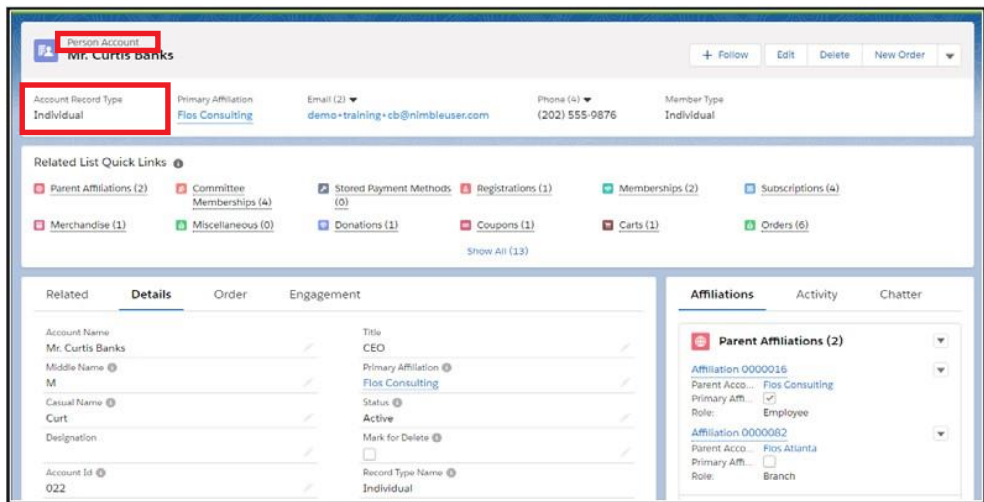 Person Account
Mr. Curtis Banks
+ Follow
Edit
Delete
New Order
Account Record Type
Individual
Primary Affiliation
Flos Consulting
Email (2)
demo+training+cb@nimbleuser.com
Phone (4)
(202) 555-9876
Member Type
Individual
Related List Quick Links
Parent Affiliations (2)
Committee
Memberships (4)
Stored Payment Methods
(0)
Registrations (1)
Memberships (2)
Subscriptions (4)
Merchandise (1)
Miscellaneous (0)
Donations (1)
Coupons (1)
Carts (1)
Orders (6)
Show All (13)
Related
Details
Order
Engagement
Account Name
Mr. Curtis Banks
Title
CEO
Middle Name
M
Primary Affiliation
Flos Consulting
Casual Name
Curt
Status
Active
Designation
Mark for Delete
Account Id
022
Record Type Name
Individual
Affiliations
Activity
Chatter
Parent Affiliations (2)
Affiliation 0000016
Parent Acco... Flos Consulting
Primary Affi...
Role: Employee
Affiliation 0000082
Parent Acco... Flos Atlanta
Primary Affi...
Role: Branch